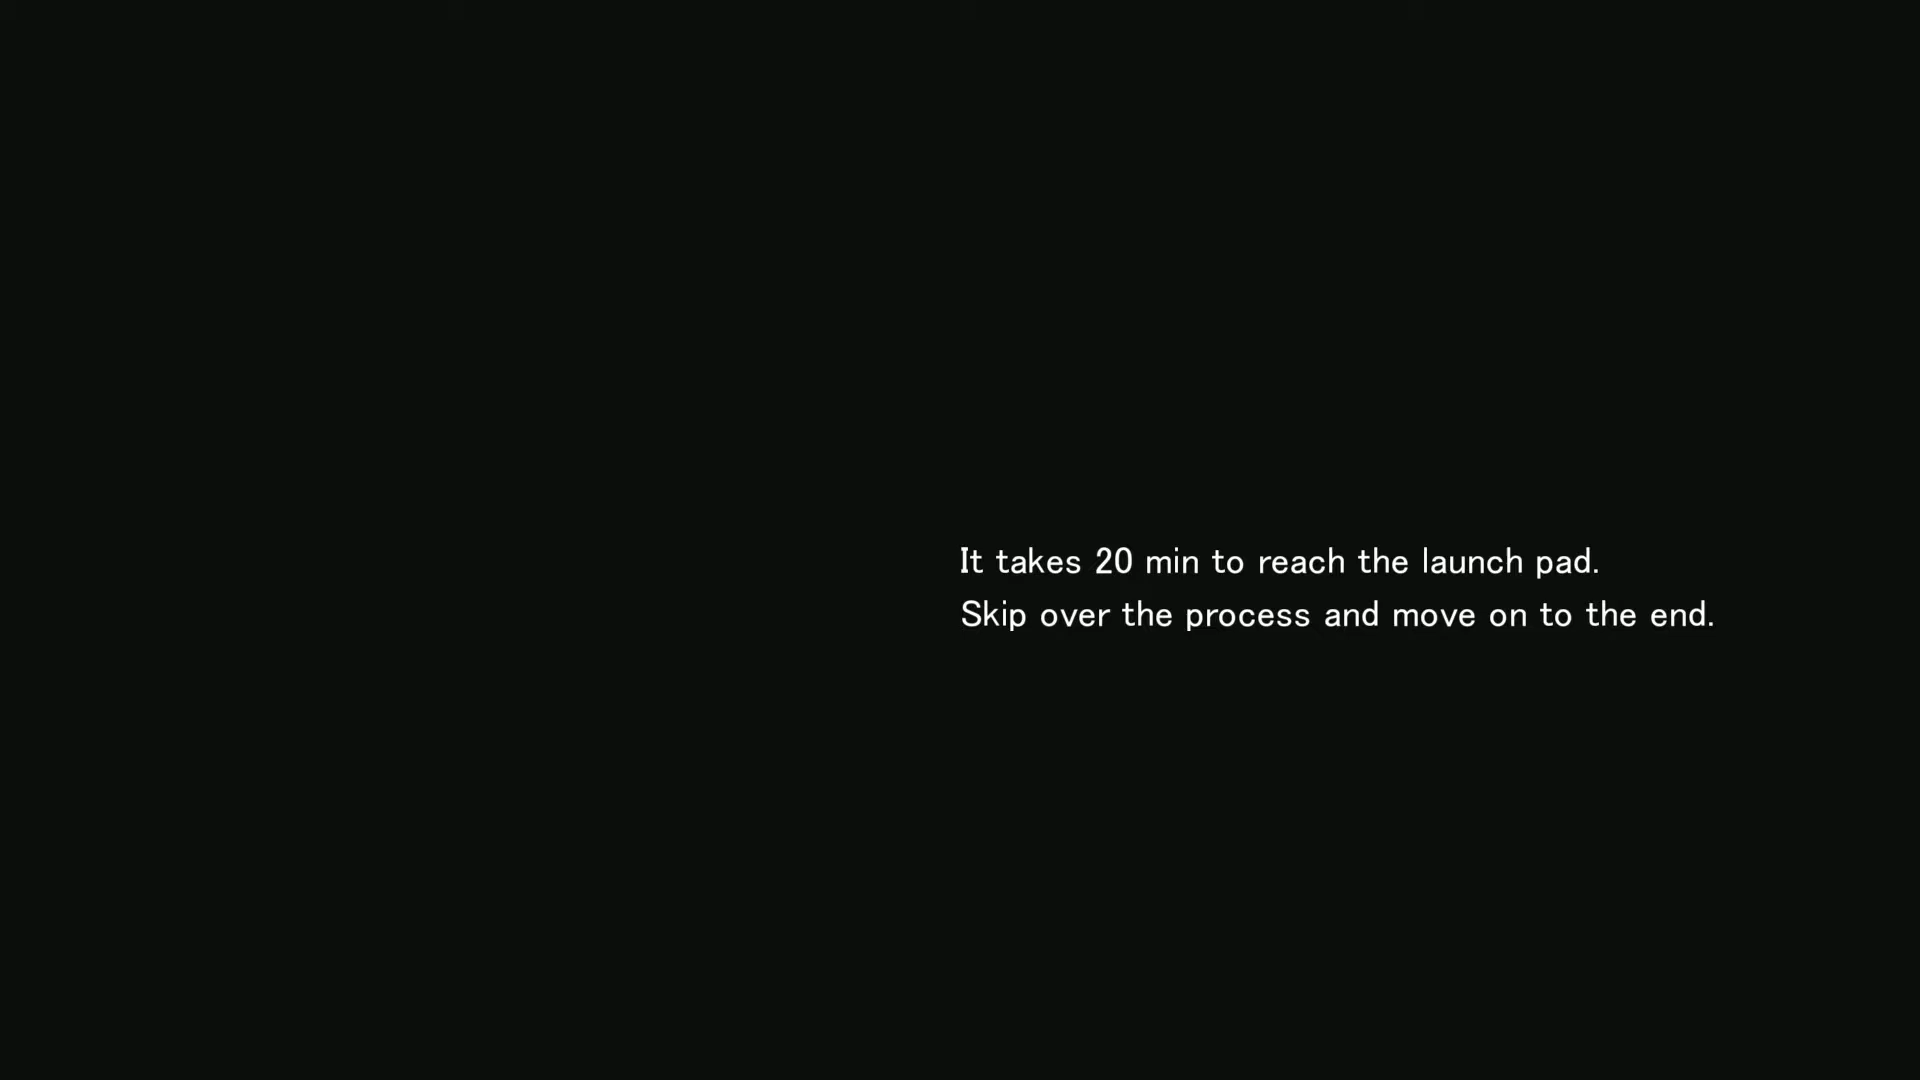 It takes 20 min to reach the launch pad.
Skip over the process and move on to the end.